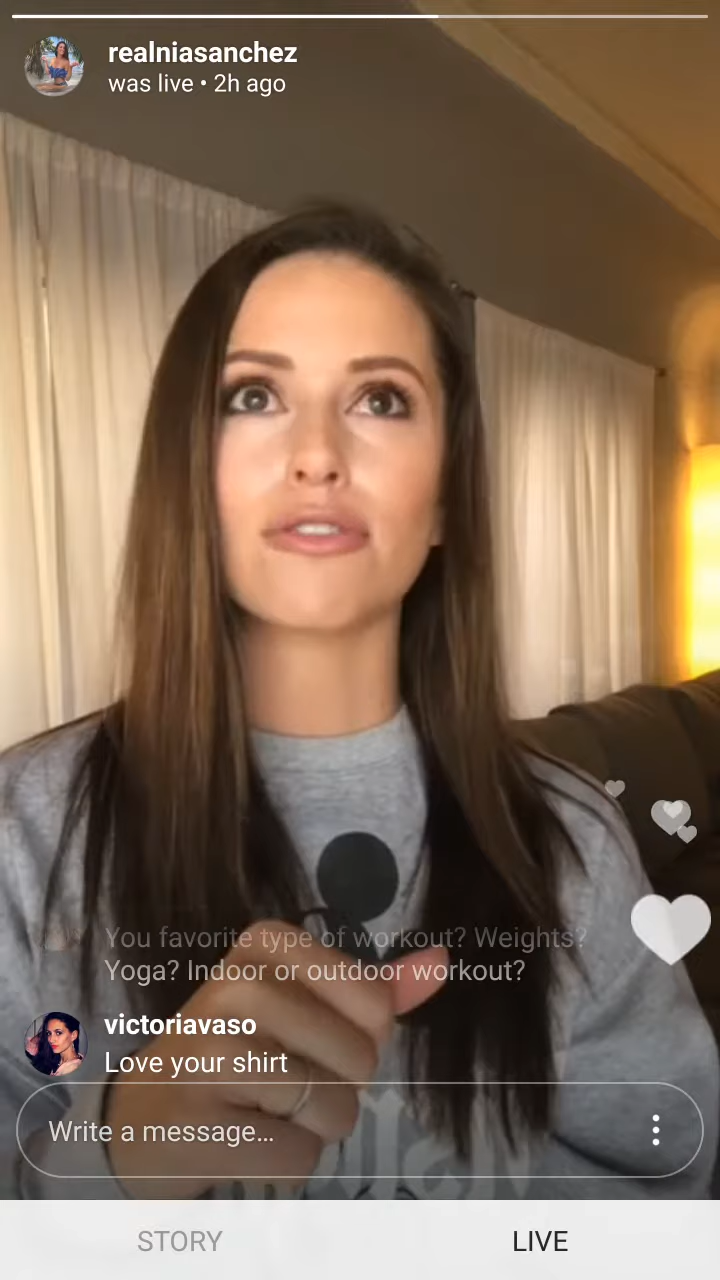 realniasanchez
was live • 2h ago
You favorite type of workout? Weights?
Yoga? Indoor or outdoor workout?
victoriavaso
Love your shirt
Write a message...
STORY
LIVE